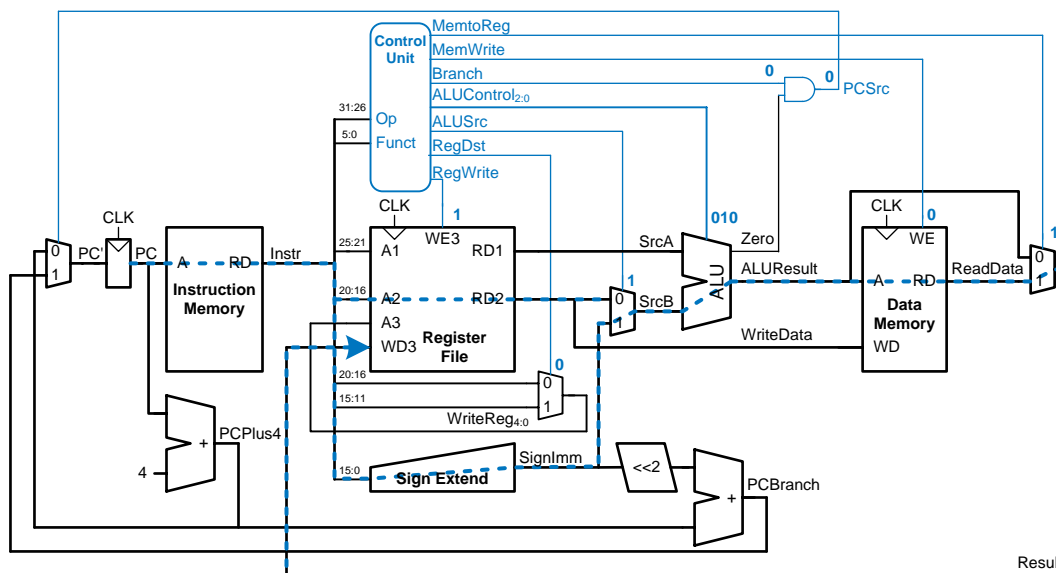 MemtoReg
Control
Unit
MemWrite
Branch
0
0
PCSrc
ALUControl2:0
31:26
Op
ALUSrc
5:0
Funct
RegDst
RegWrite
CLK
CLK
CLK
1
010
0
1
0
1
PC'
PC
A
RD
Instruction
Memory
Instr
25:21
A1
WE3
RD1
SrcA
Zero
WE
0
1
1
20:16
A2
RD2
0
1
SrcB
ALU
ALUResult
A
RD
ReadData
Data
Memory
A3
WD3
Register
File
WriteData
WD
20:16
15:11
0
1
0
WriteReg4:0
PCPlus4
+
4
15:0
Sign Extend
SignImm
<<2
+
PCBranch
Resul